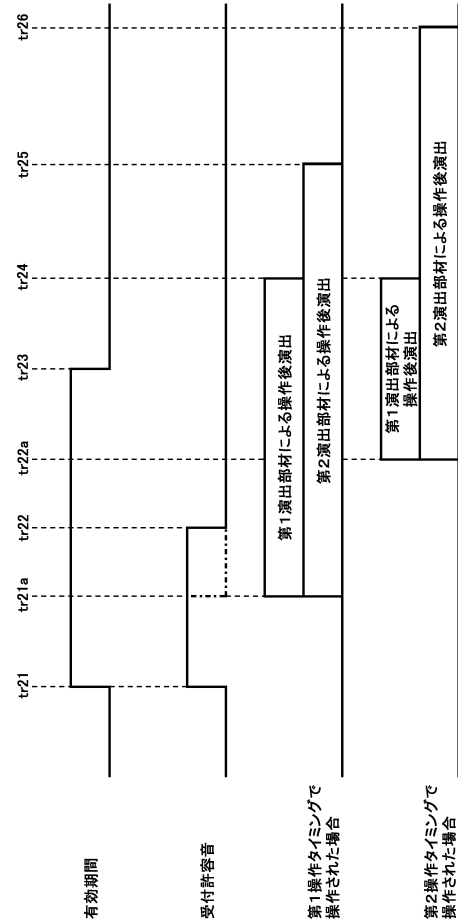 tr21
tr21a
tr22
tr22a
tr23
tr24
tr25
tr26
有効期間
受付許容音
第1操作タイミングで
操作された場合
第1演出部材による操作後演出
第2演出部材による操作後演出
第2操作タイミングで
操作された場合
第1演出部材による
操作後演出
第2演出部材による操作後演出